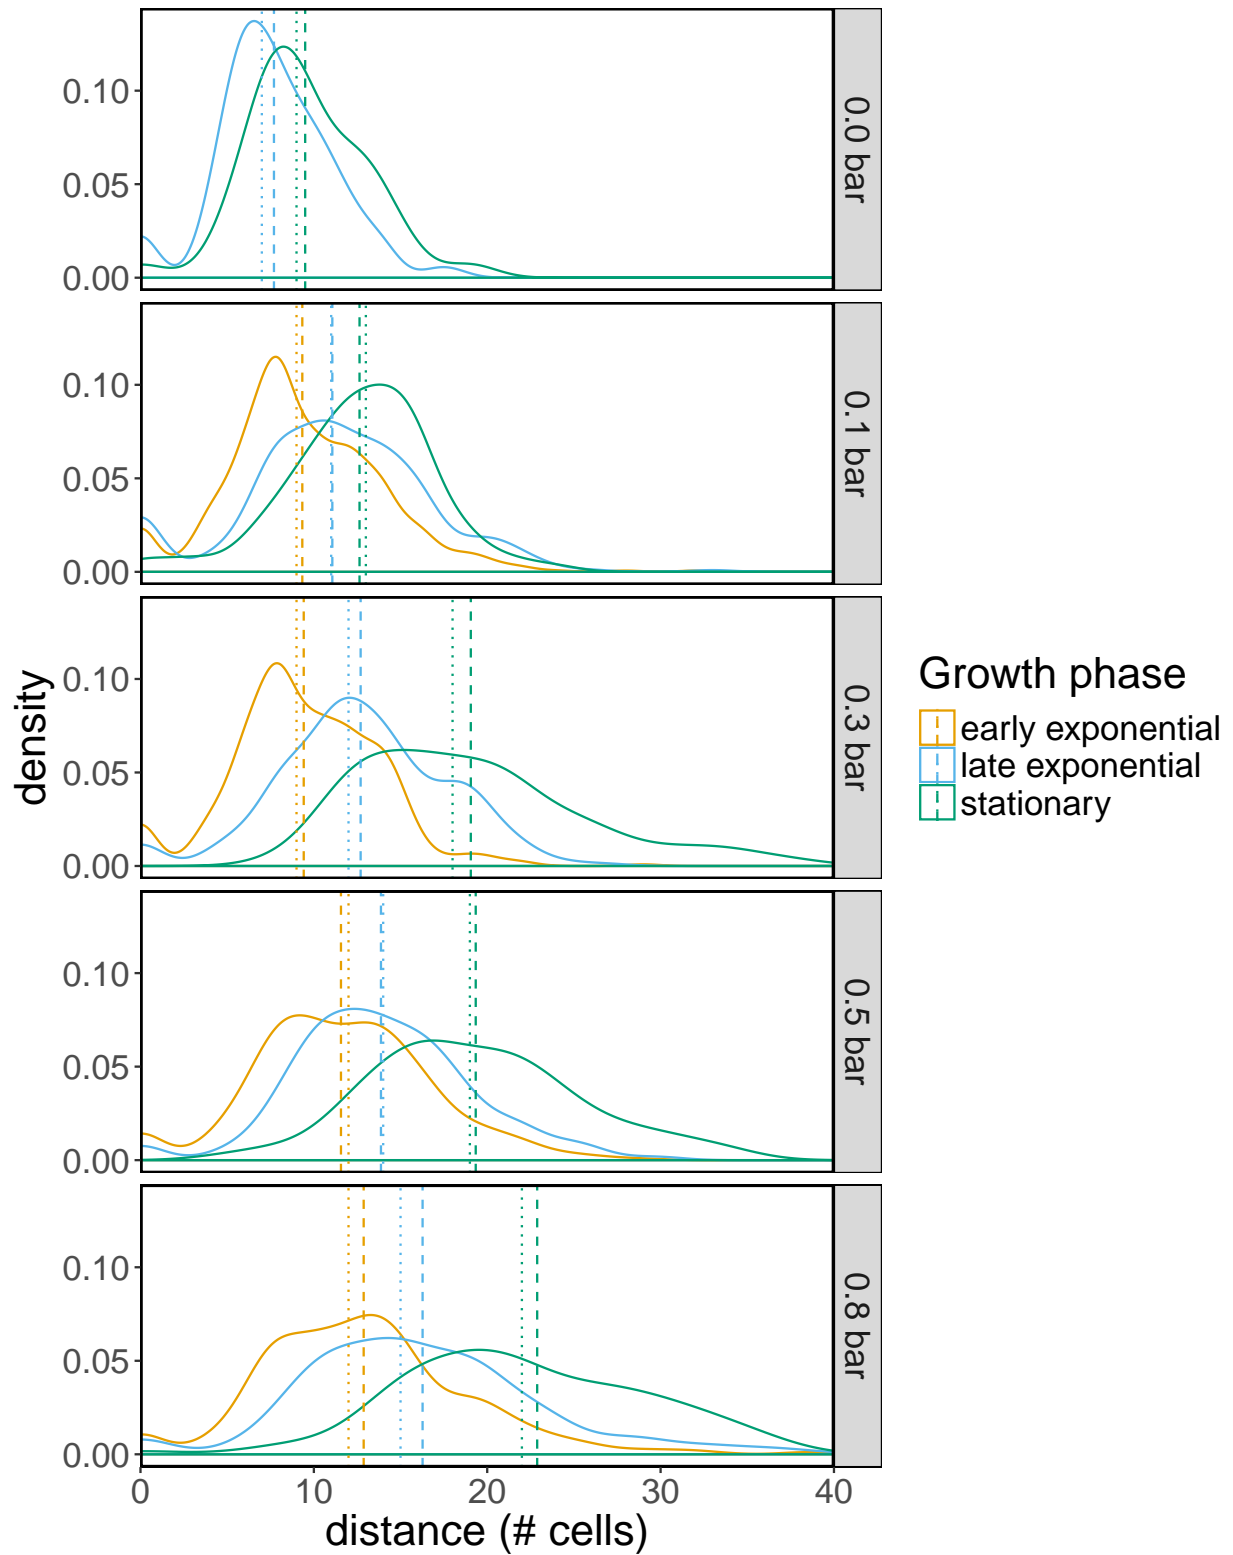 0.10
0.05
0.00
0.0 bar
0.10
0.05
0.00
0.1 bar
0.10
0.05
0.00
0.3 bar
0.10
0.05
0.00
0.5 bar
0.10
0.05
0.00
0.8 bar
0 10 20 30 40
distance (# cells)
density
Growth phase
early exponential
late exponential
stationary